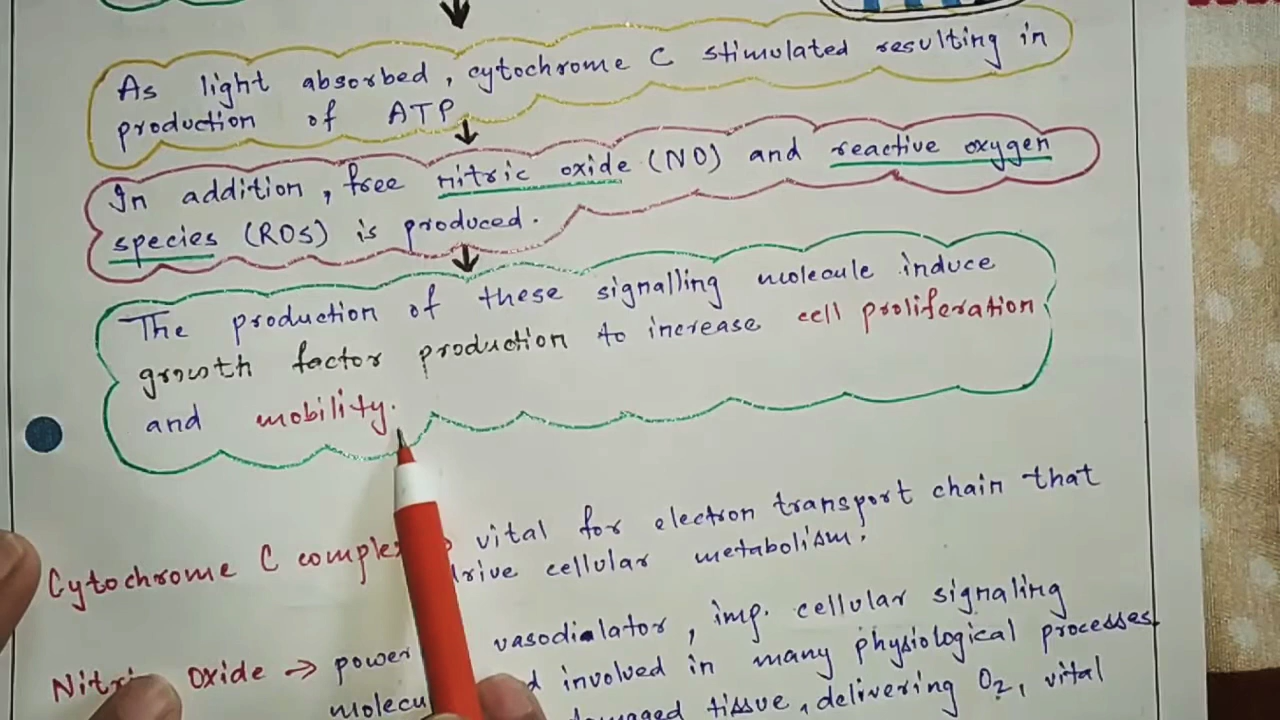 As light absorbed, cytochrome C stimulated resulting in
production of ATP
In addition, free nitric oxide (NO) and reactive oxygen
species (ROS) is produced.
The production of these signalling molecule induce
growth factor production to increase cell proliferation
and mobility.
Cytochrome C complex vital for electron transport chain that
cellular metabolism.
Nitric Oxide → power vasodialator, imp. cellular signaling
involved in many physiological processes
tissue, delivering O2, vital